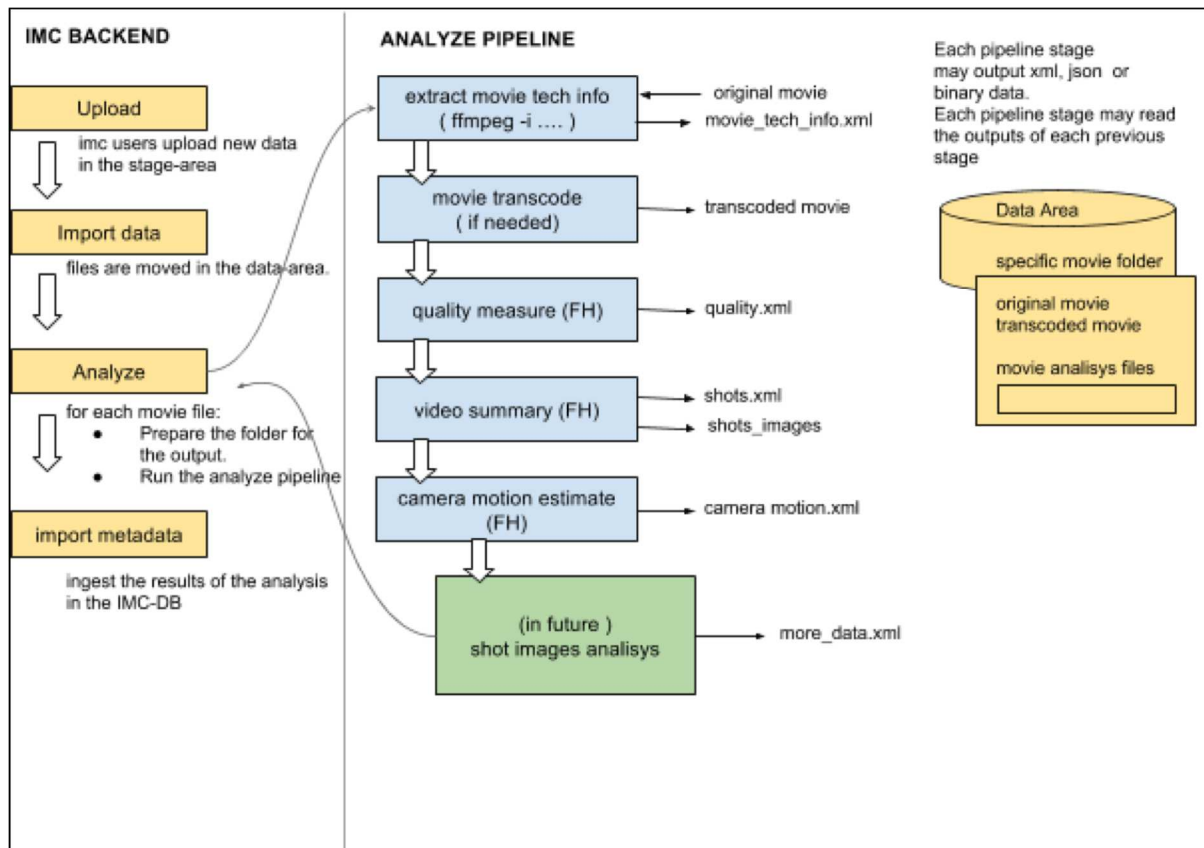 IMC BACKEND
Upload
imc users upload new data
in the stage-area
Import data
files are moved in the data-area.
Analyze
for each movie file:
● Prepare the folder for
the output.
● Run the analyze pipeline
import metadata
ingest the results of the analysis
in the IMC-DB
ANALYZE PIPELINE
extract movie tech info
( ffmpeg -i .... )
original movie
movie_tech_info.xml
movie transcode
( if needed)
transcoded movie
quality measure (FH)
quality.xml
video summary (FH)
shots.xml
shots_images
camera motion estimate
(FH)
camera motion.xml
(in future )
shot images analisys
more_data.xml
Each pipeline stage
may output xml, json or
binary data.
Each pipeline stage may read
the outputs of each previous
stage
Data Area
specific movie folder
original movie
transcoded movie
movie analisys files